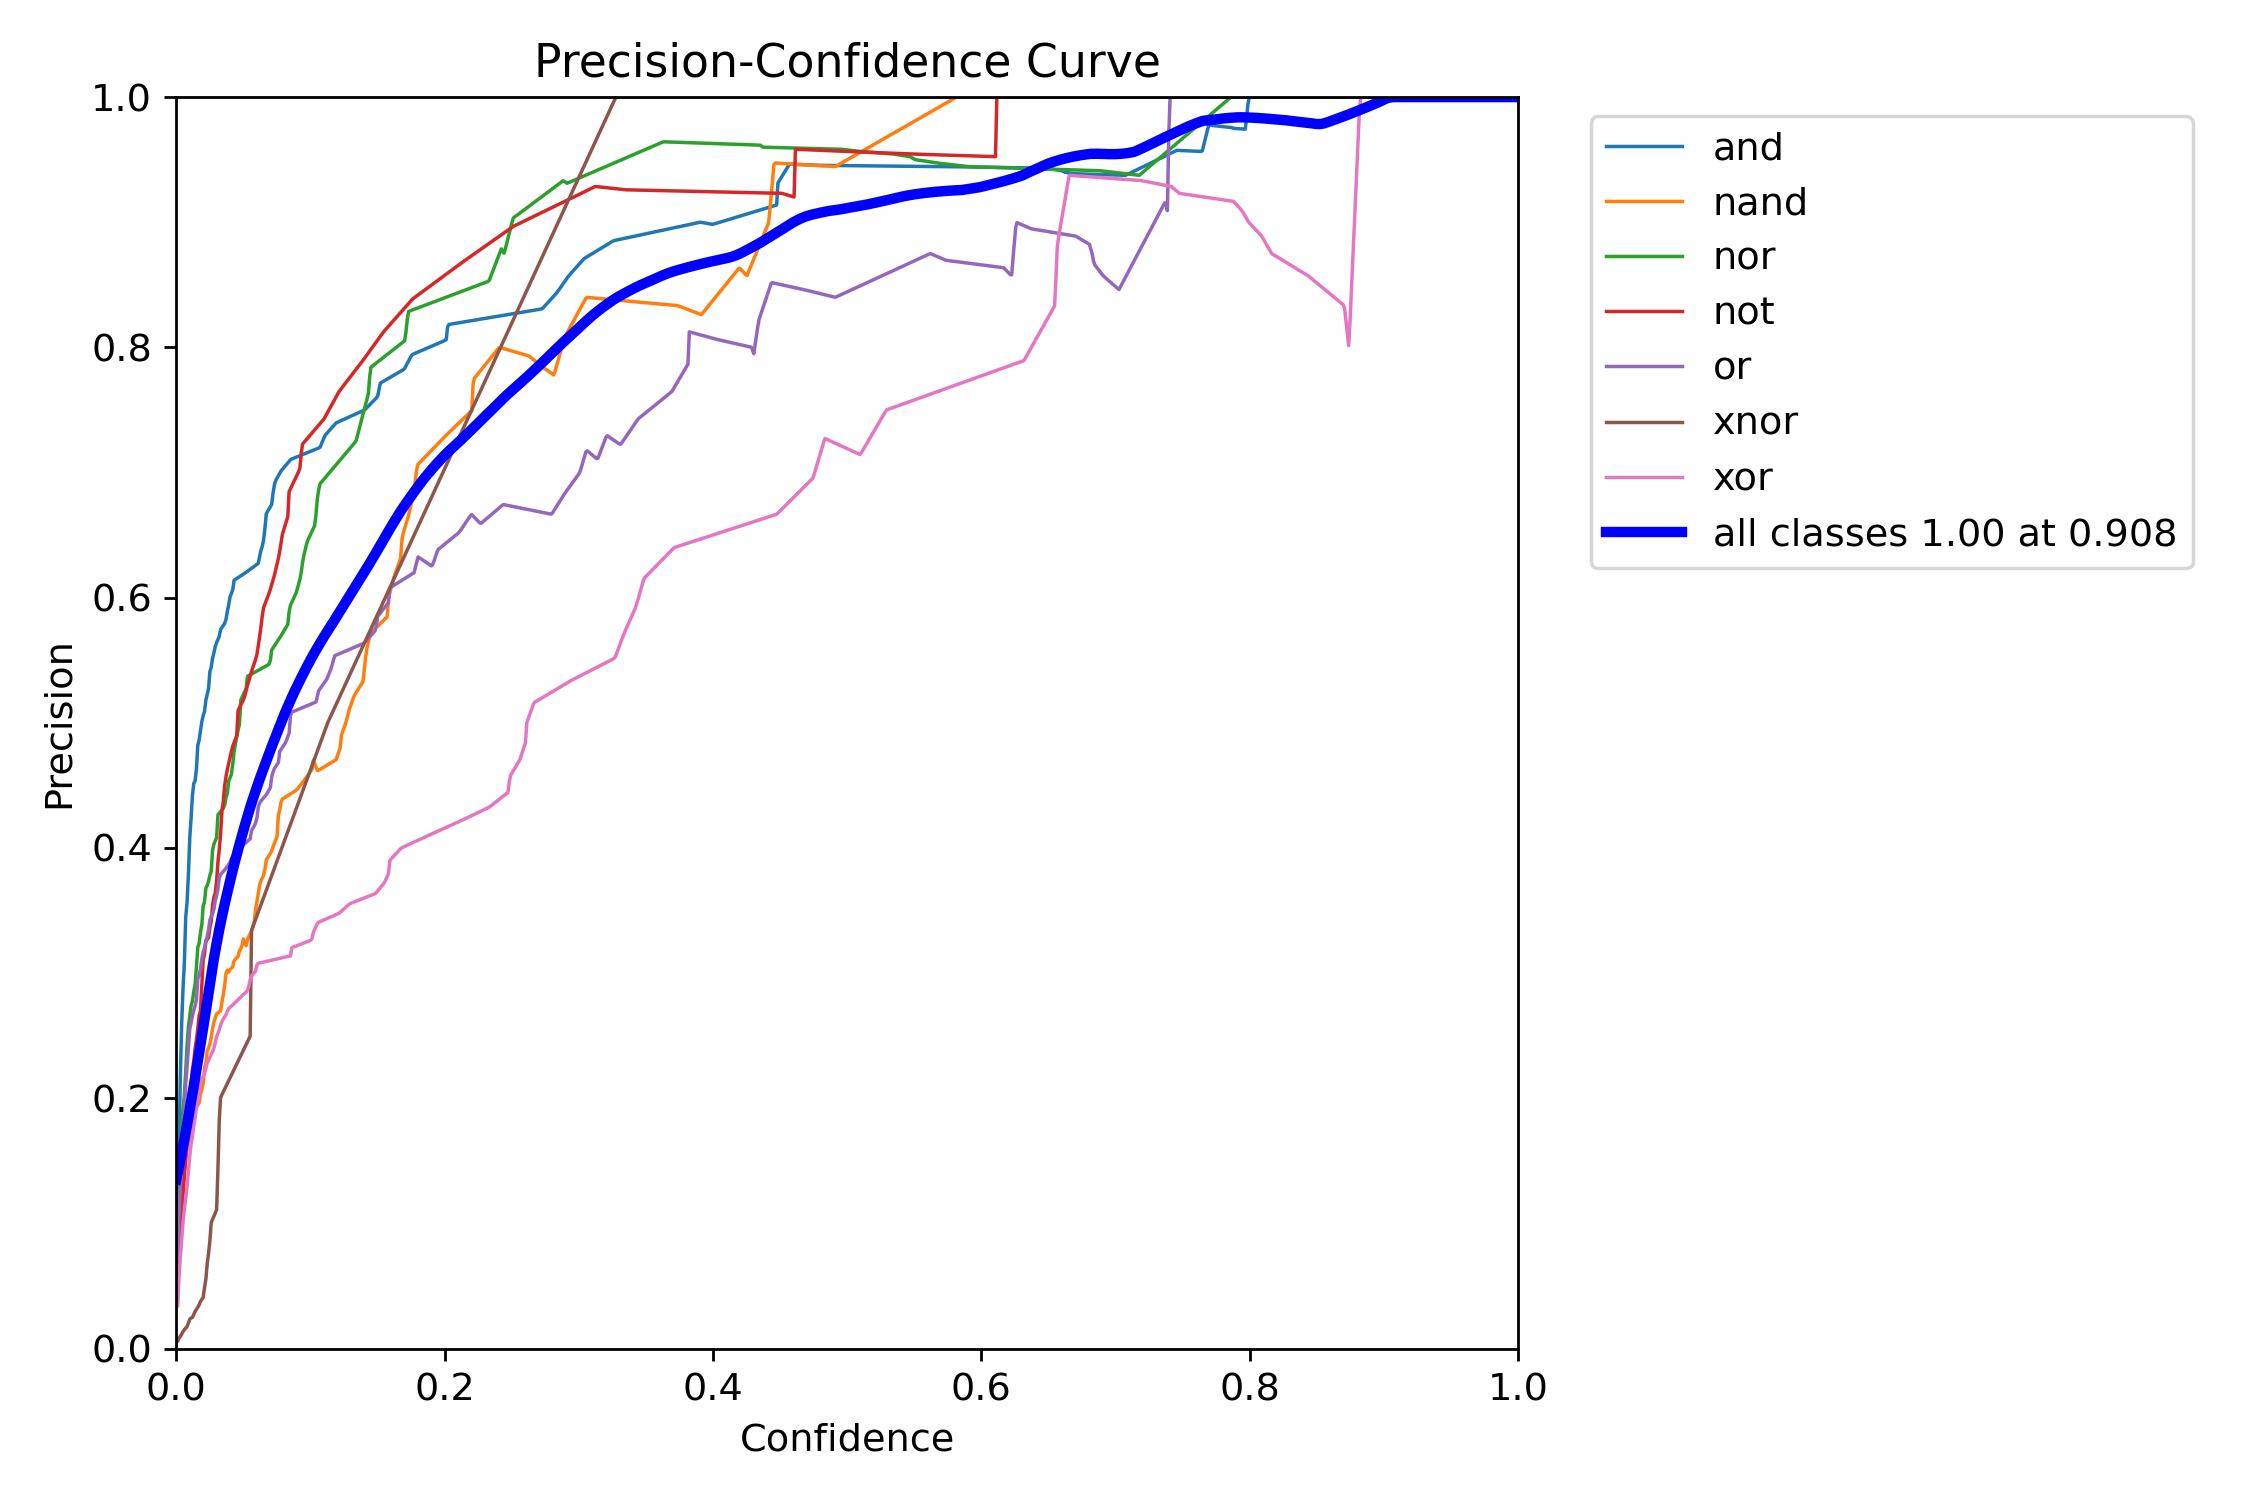 Precision-Confidence Curve
1.0
0.8
0.6
0.4
0.2
0.0
Precision
0.0 0.2 0.4 0.6 0.8 1.0
Confidence
and
nand
nor
not
or
xnor
xor
all classes 1.00 at 0.908